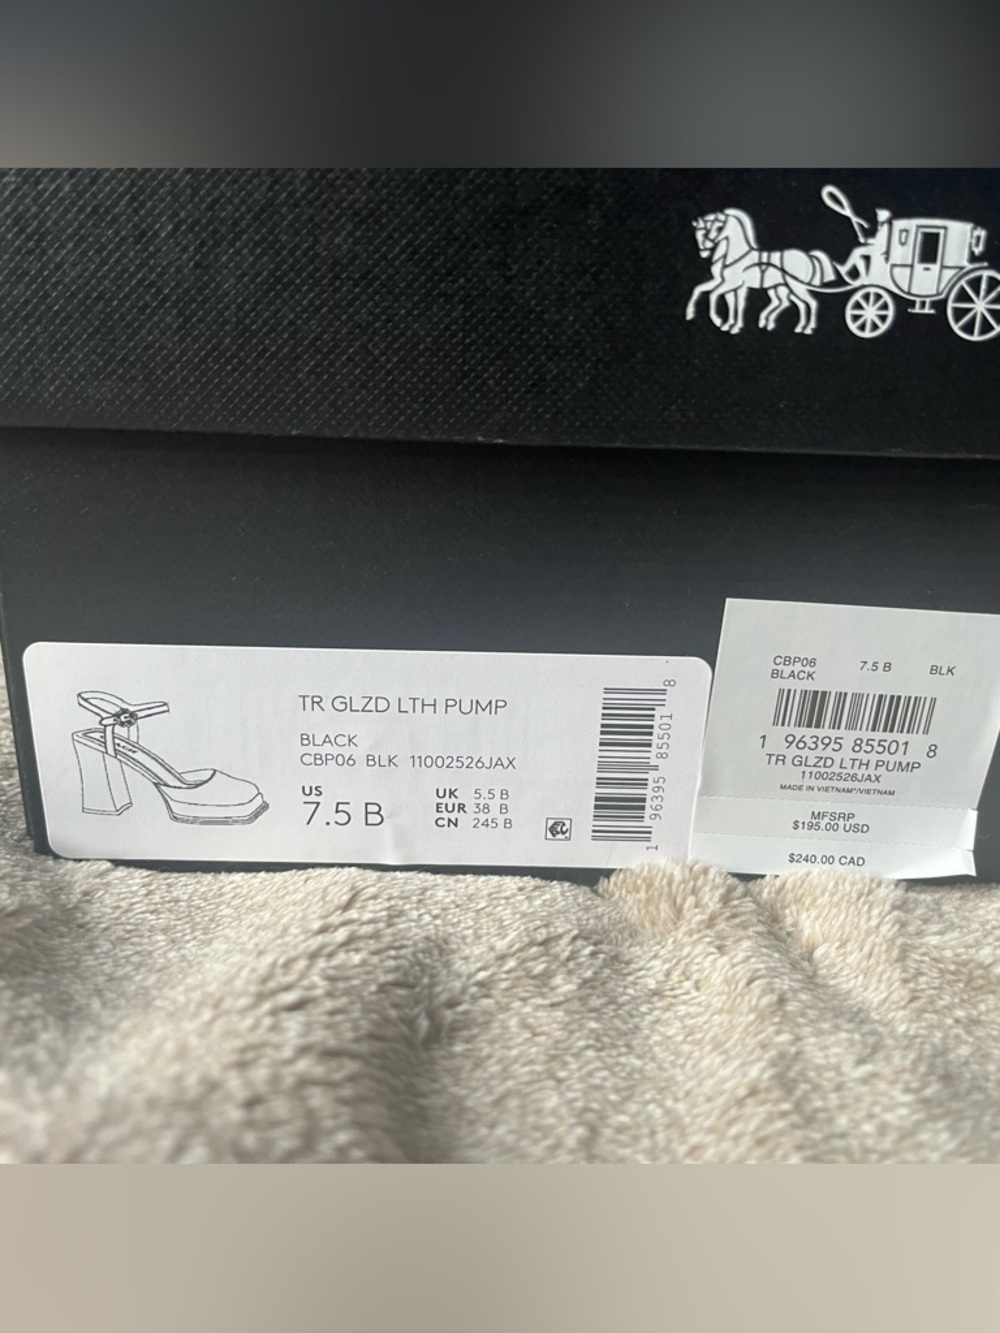 TR GLZD LTH PUMP
BLACK
CBP06 BLK 11002526JAX
US
7.5 B
UK 5.5 B
EUR 38 B
CN 245 B
1 96395 85501 8
CBP06 7.5 B BLK
BLACK
1 96395 85501 8
TR GLZD LTH PUMP
11002526JAX
MADE IN VIETNAM*/VIETNAM
MFSRP
$195.00 USD
$240.00 CAD